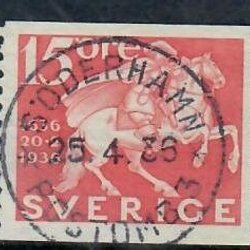 15 öre
SÖDERHAMN
1636
20-2
1936
25.4.36
SVERIGE